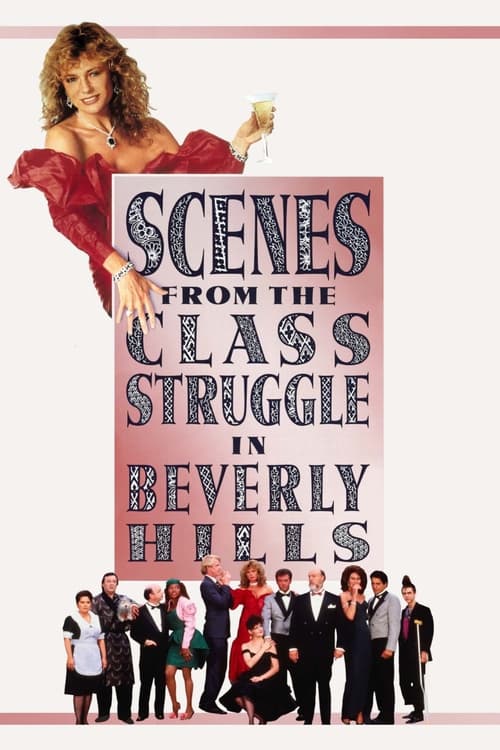 SCENES
FROM THE
CLASS
STRUGGLE
IN
BEVERLY
HILLS